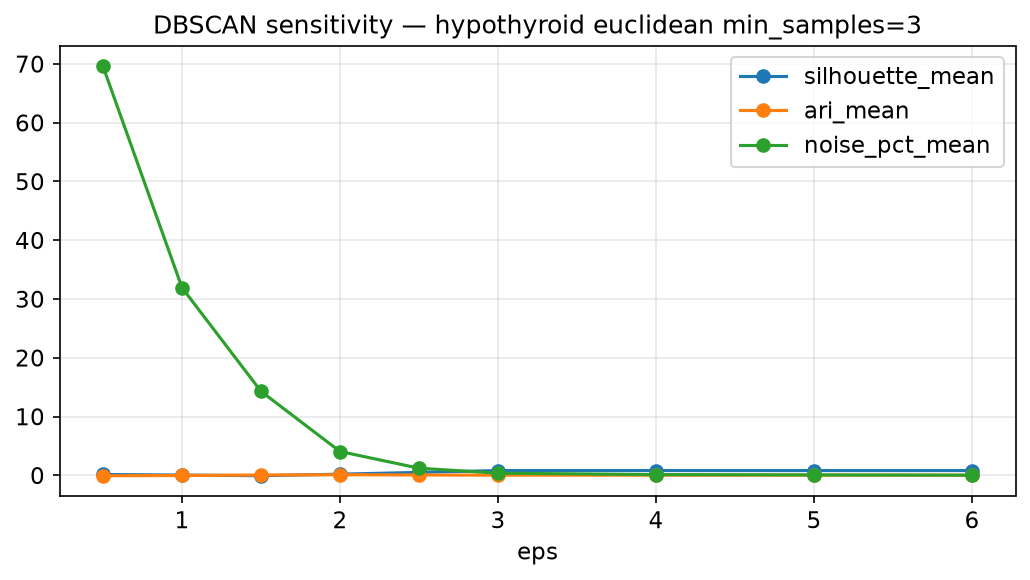 DBSCAN sensitivity — hypothyroid euclidean min_samples=3
silhouette_mean
ari_mean
noise_pct_mean
70
60
50
40
30
20
10
0
1 2 3 4 5 6
eps